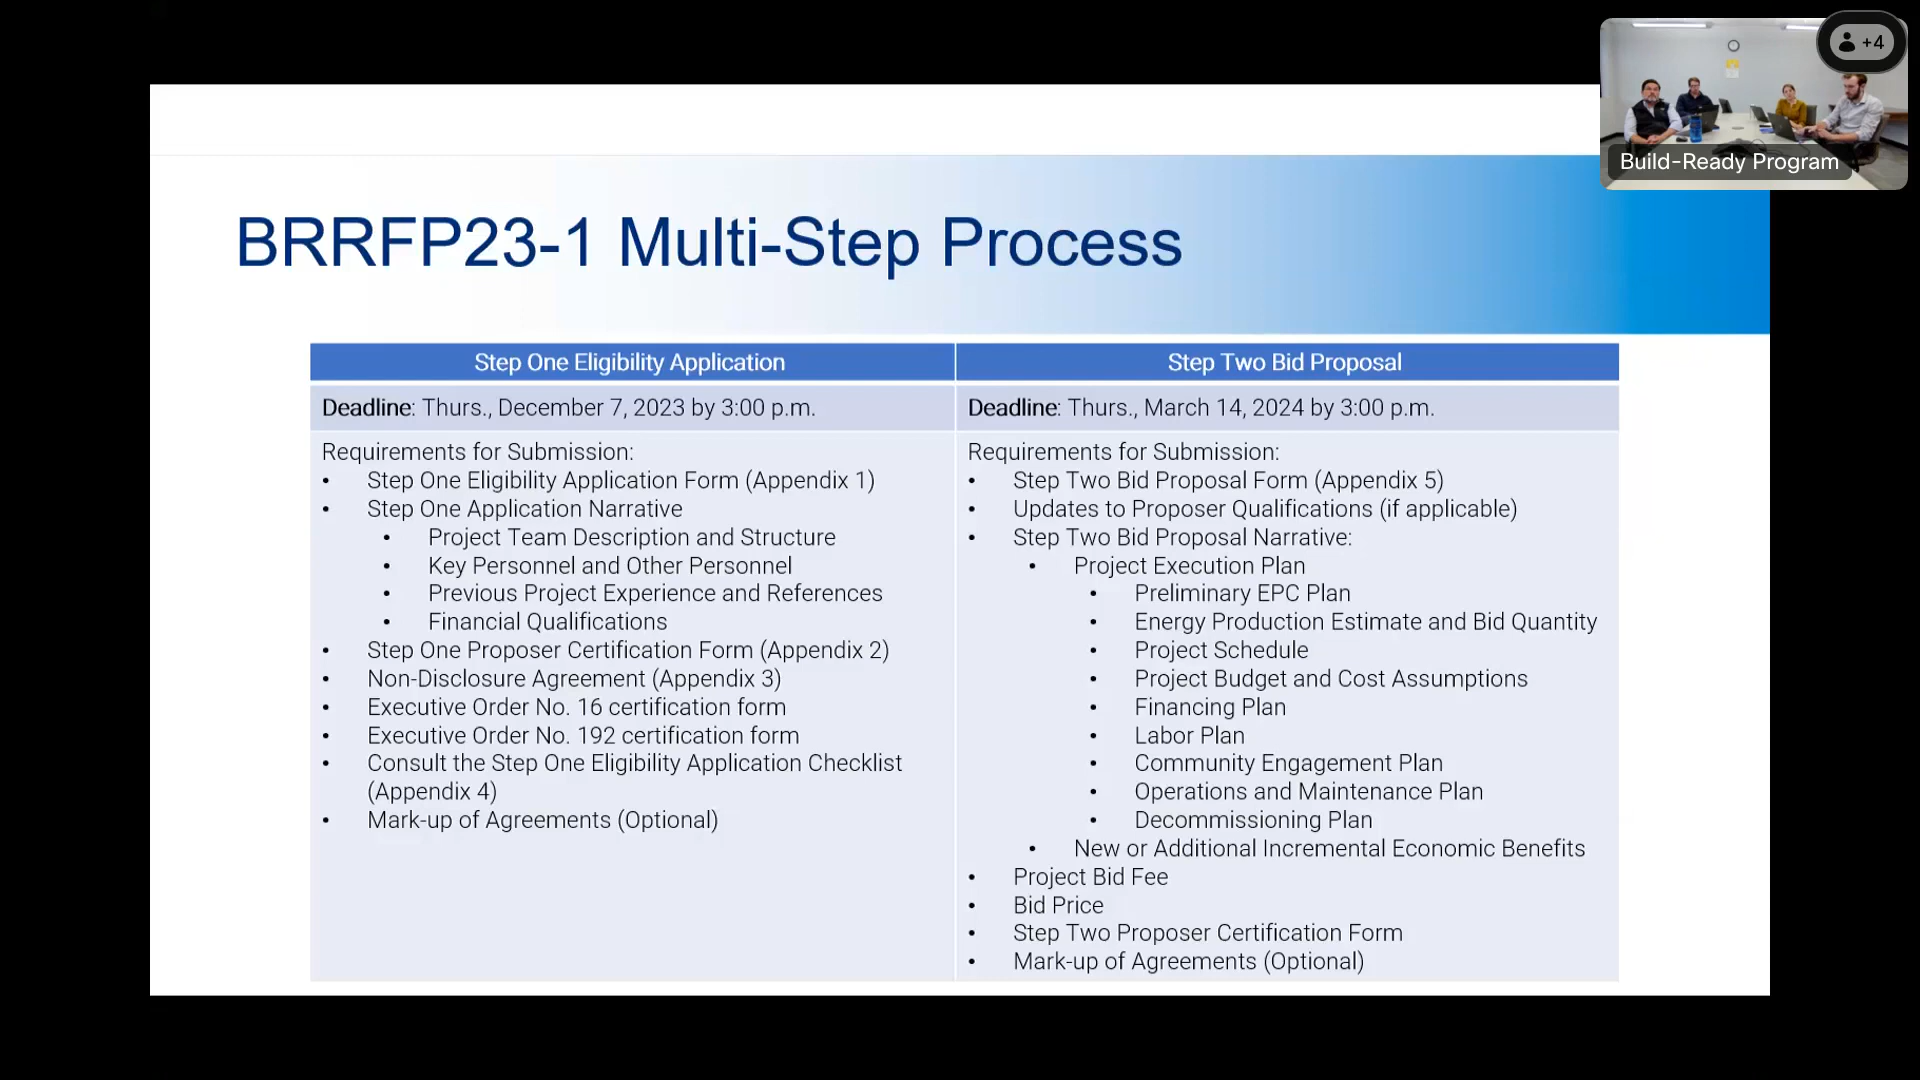 +4
Build-Ready Program
BRRFP23-1 Multi-Step Process
Step One Eligibility Application
Deadline: Thurs., December 7, 2023 by 3:00 p.m.
Requirements for Submission:
• Step One Eligibility Application Form (Appendix 1)
• Step One Application Narrative
• Project Team Description and Structure
• Key Personnel and Other Personnel
• Previous Project Experience and References
• Financial Qualifications
• Step One Proposer Certification Form (Appendix 2)
• Non-Disclosure Agreement (Appendix 3)
• Executive Order No. 16 certification form
• Executive Order No. 192 certification form
• Consult the Step One Eligibility Application Checklist
(Appendix 4)
• Mark-up of Agreements (Optional)
Step Two Bid Proposal
Deadline: Thurs., March 14, 2024 by 3:00 p.m.
Requirements for Submission:
• Step Two Bid Proposal Form (Appendix 5)
• Updates to Proposer Qualifications (if applicable)
• Step Two Bid Proposal Narrative:
• Project Execution Plan
• Preliminary EPC Plan
• Energy Production Estimate and Bid Quantity
• Project Schedule
• Project Budget and Cost Assumptions
• Financing Plan
• Labor Plan
• Community Engagement Plan
• Operations and Maintenance Plan
• Decommissioning Plan
• New or Additional Incremental Economic Benefits
• Project Bid Fee
• Bid Price
• Step Two Proposer Certification Form
• Mark-up of Agreements (Optional)